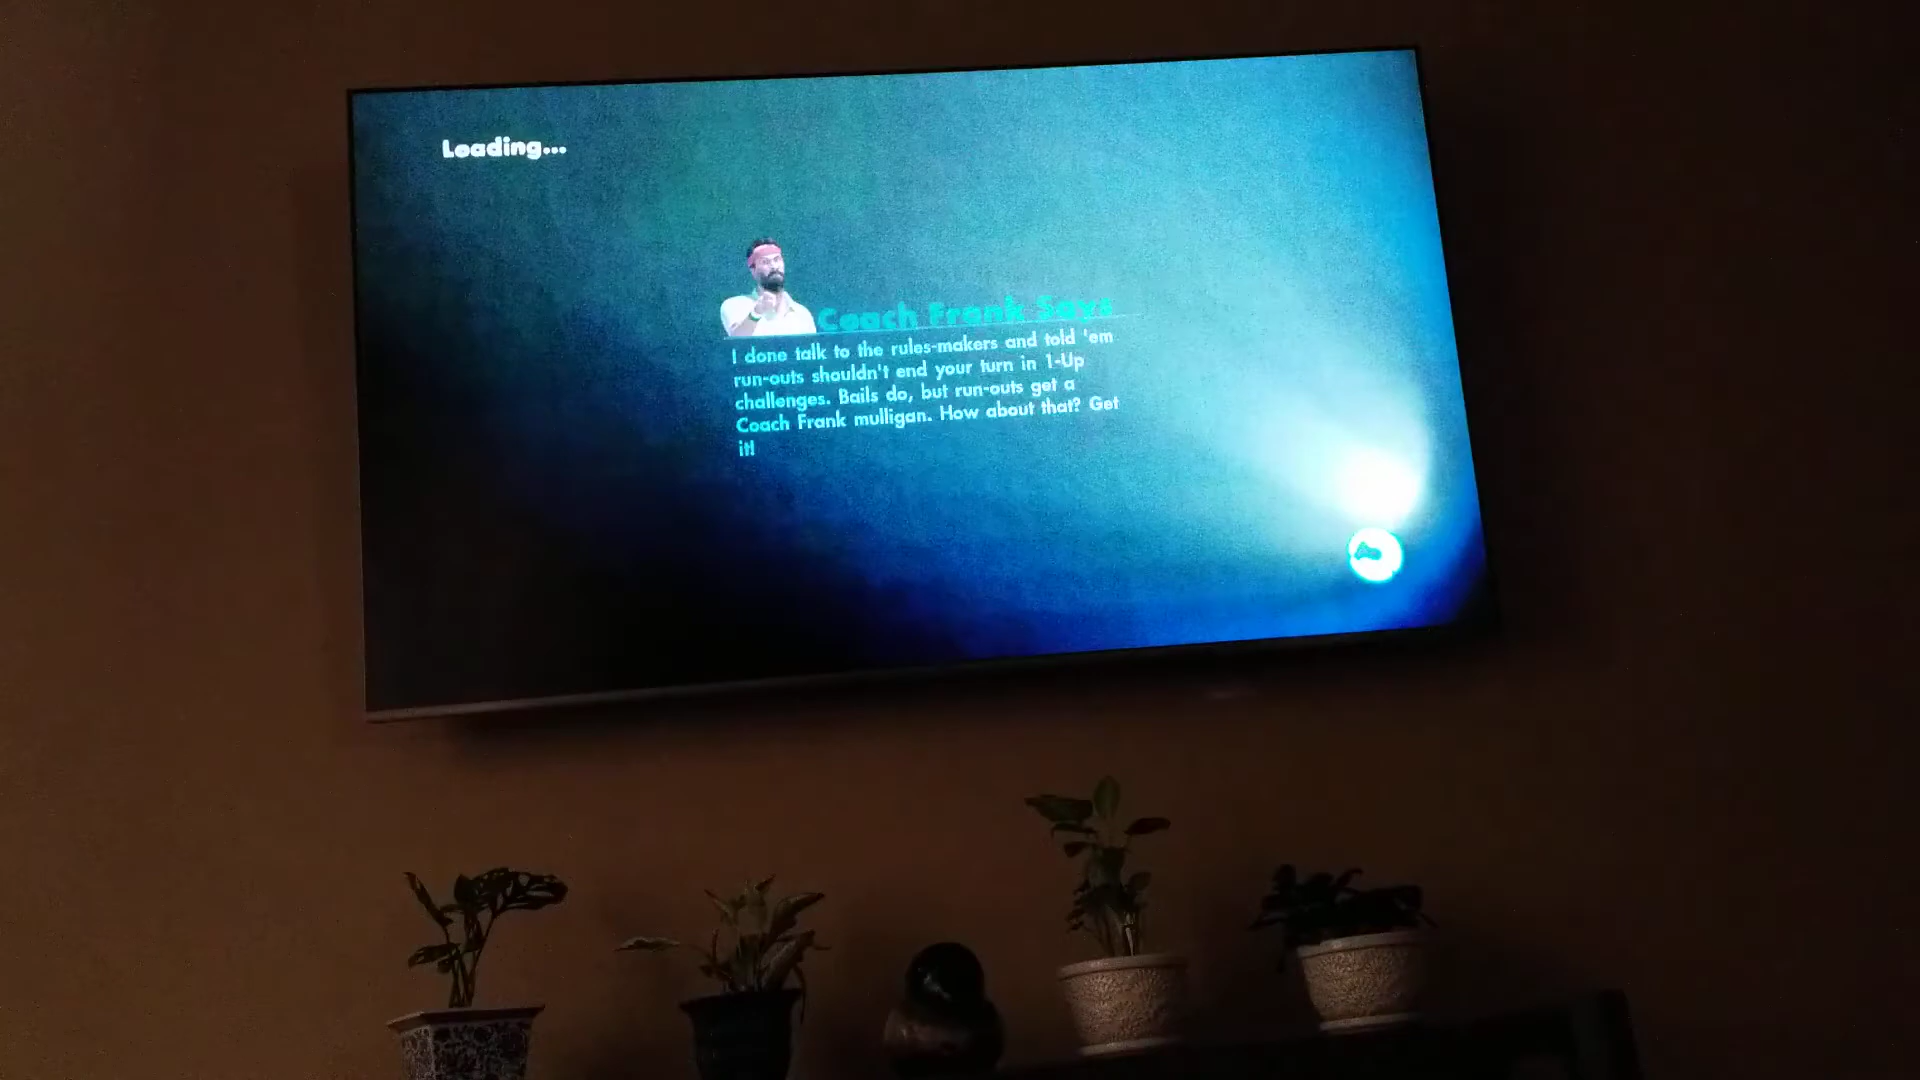 Loading...
Coach Frank Says
I done talk to the rules-makers and told 'em
run-outs shouldn't end your turn in 1-Up
challenges. Bails do, but run-outs get a
Coach Frank mulligan. How about that? Get
it!